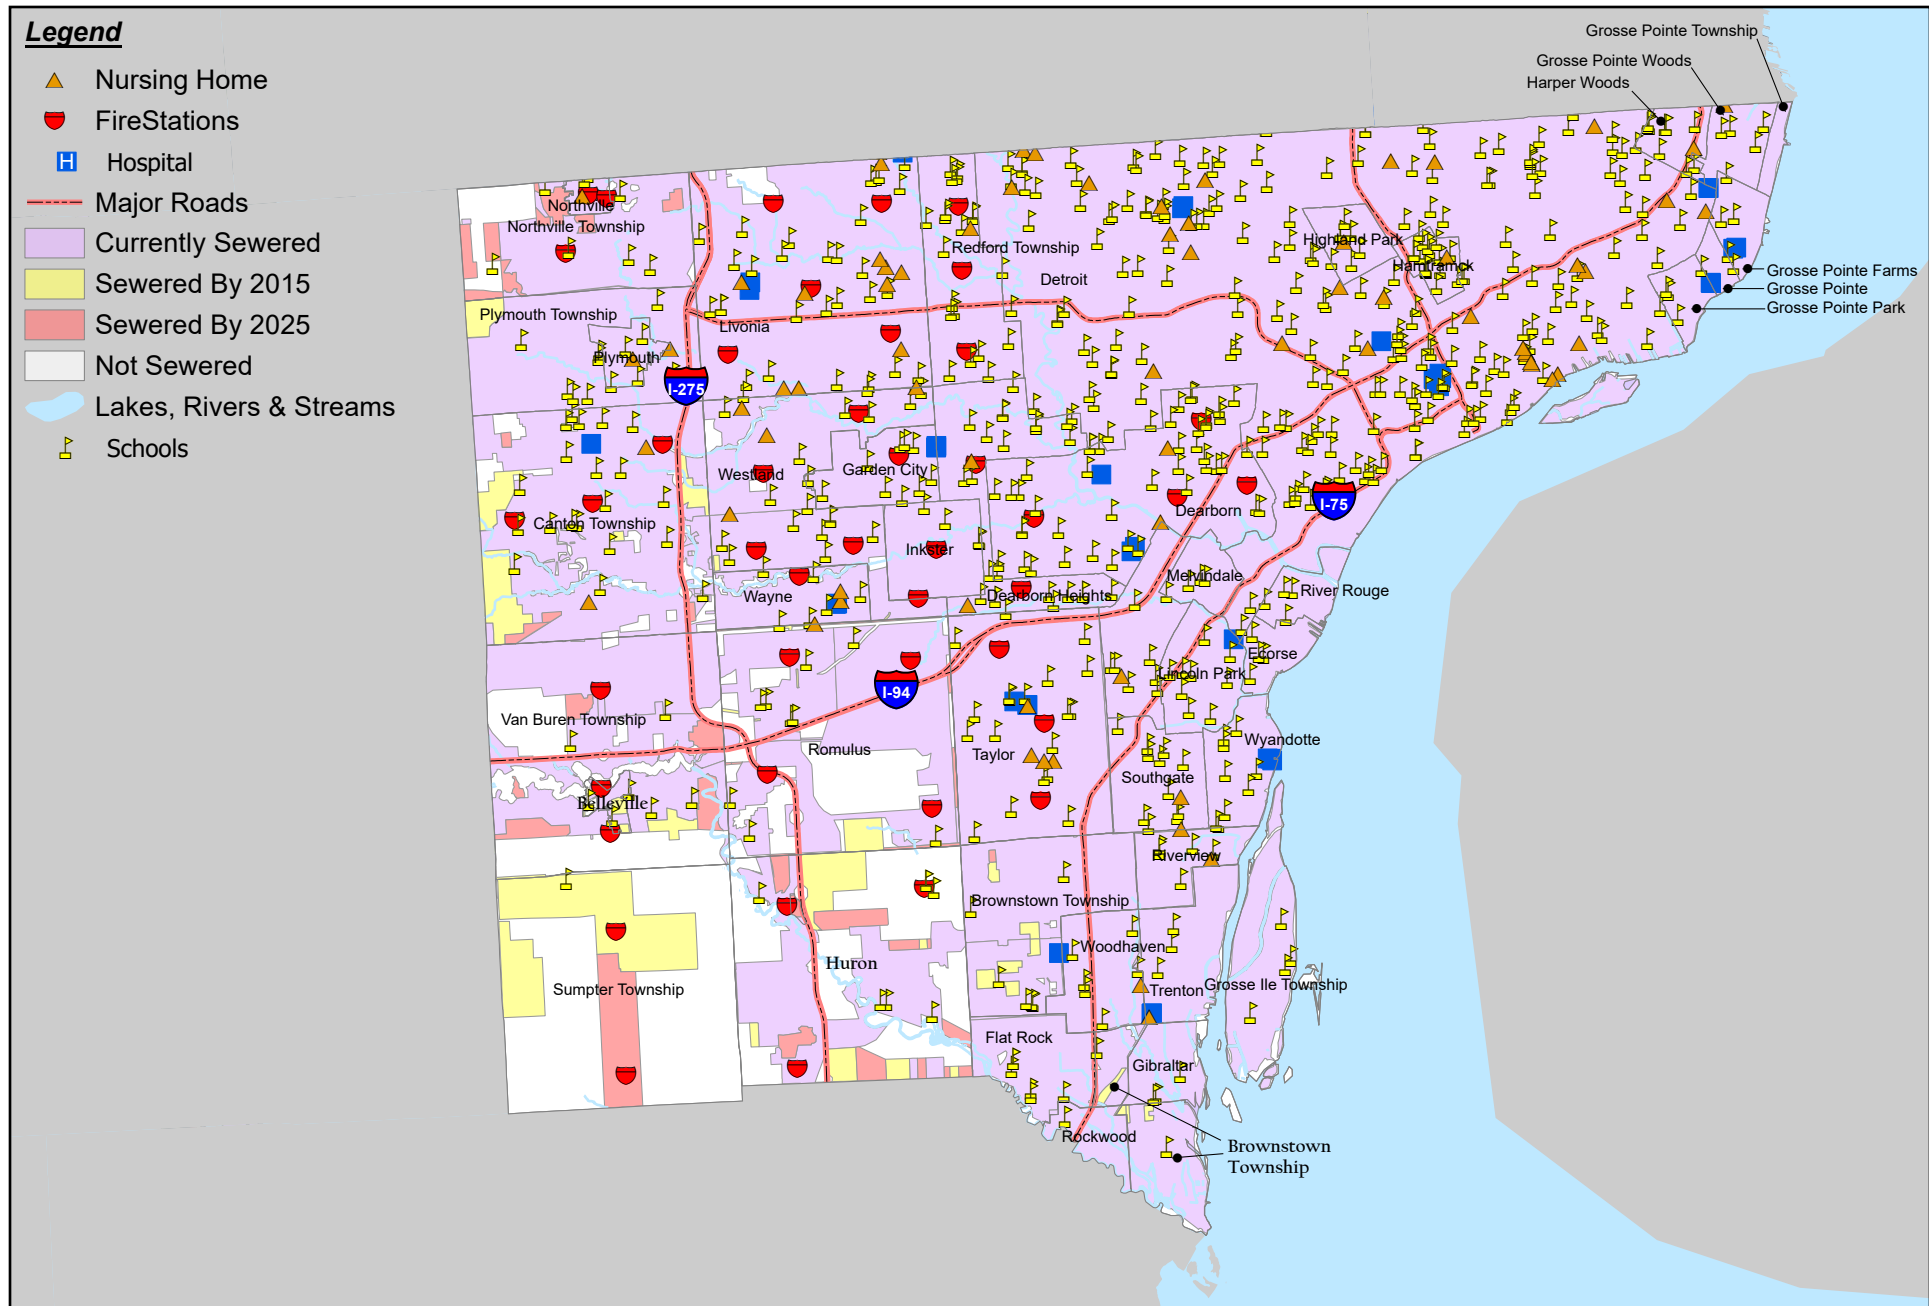 Legend
Nursing Home
FireStations
H Hospital
Major Roads
Currently Sewered
Sewered By 2015
Sewered By 2025
Not Sewered
Lakes, Rivers & Streams
Schools
Grosse Pointe Township
Grosse Pointe Woods
Harper Woods
Northville
Northville Township
Redford Township
Highland Park
Hamtramck
Detroit
Grosse Pointe Farms
Grosse Pointe
Grosse Pointe Park
Plymouth Township
Livonia
Plymouth
I-275
Westland
Garden City
I-75
Dearborn
Canton Township
Inkster
Melvindale
River Rouge
Wayne
Dearborn Heights
Ecorse
Lincoln Park
I-94
Van Buren Township
Romulus
Taylor
Wyandotte
Southgate
Belleville
Riverview
Brownstown Township
Woodhaven
Huron
Sumpter Township
Trenton
Grosse Ile Township
Flat Rock
Gibraltar
Rockwood
Brownstown
Township